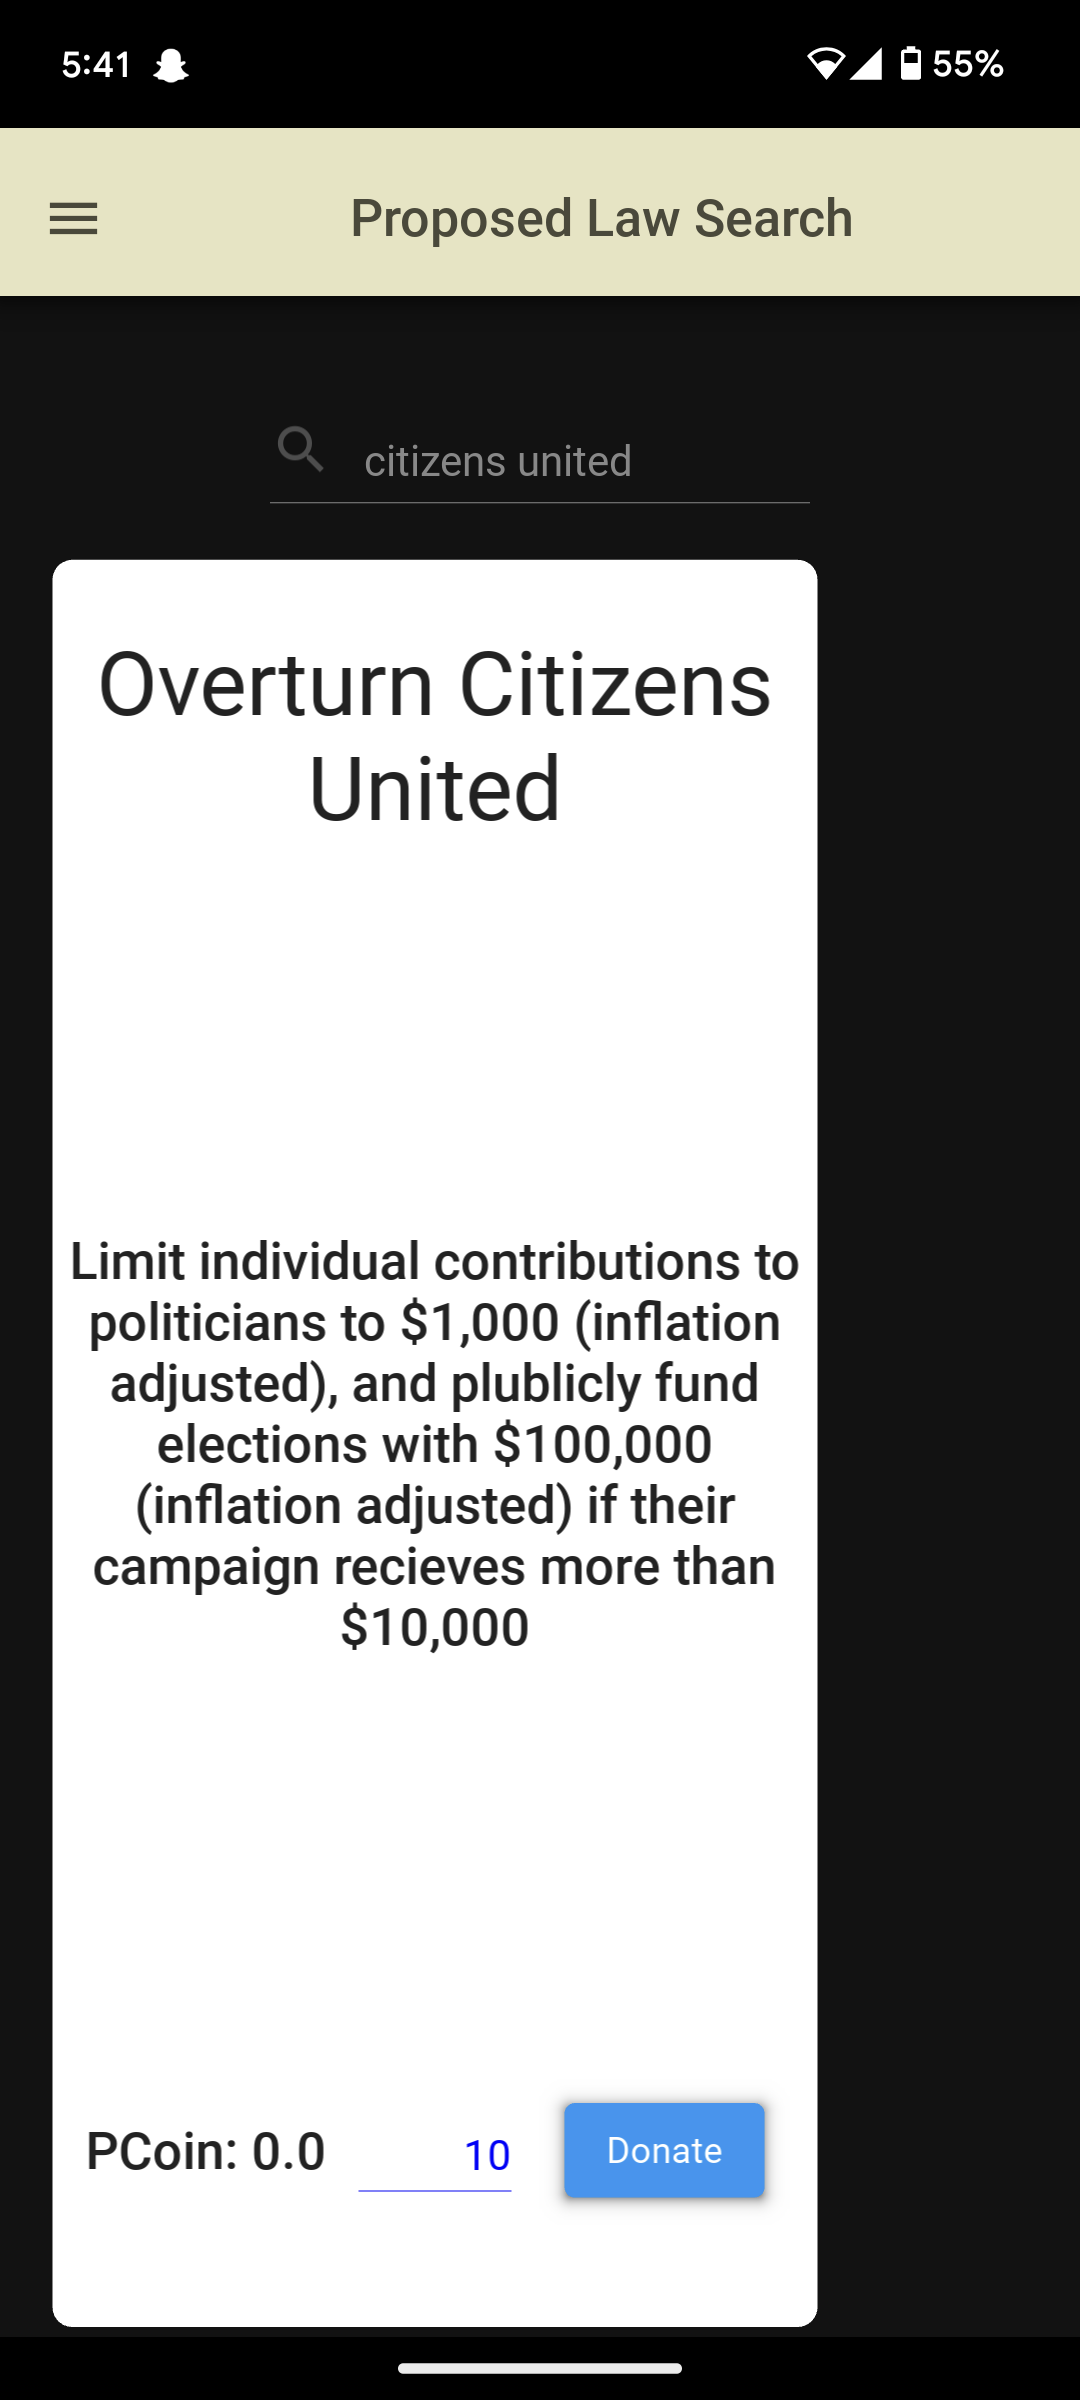 5:41
55%
Proposed Law Search
citizens united
Overturn Citizens
United
Limit individual contributions to
politicians to $1,000 (inflation
adjusted), and plublicly fund
elections with $100,000
(inflation adjusted) if their
campaign recieves more than
$10,000
PCoin: 0.0 10 Donate